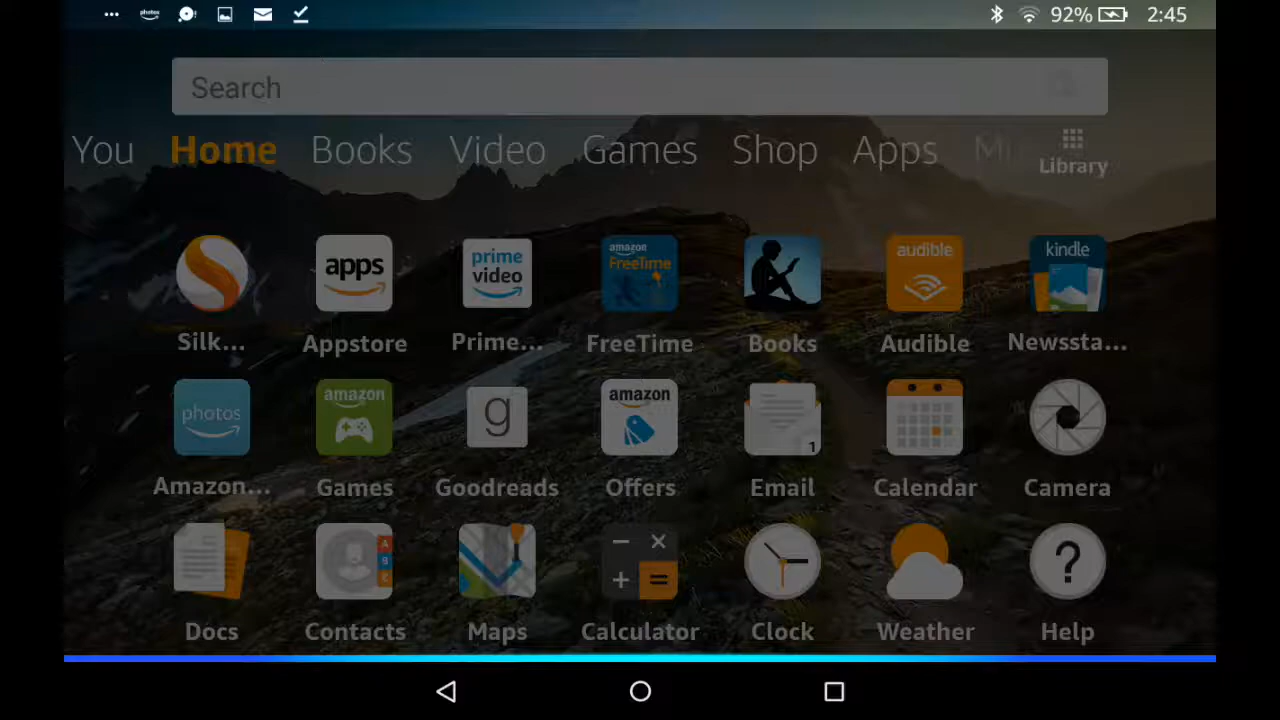 photos 92% 2:45
Search
You Home Books Video Games Shop Apps
Library
apps prime video amazon FreeTime audible kindle
Silk... Appstore Prime... FreeTime Books Audible Newssta...
photos amazon g amazon 1
Amazon... Games Goodreads Offers Email Calendar Camera
A B C − × + = ?
Docs Contacts Maps Calculator Clock Weather Help